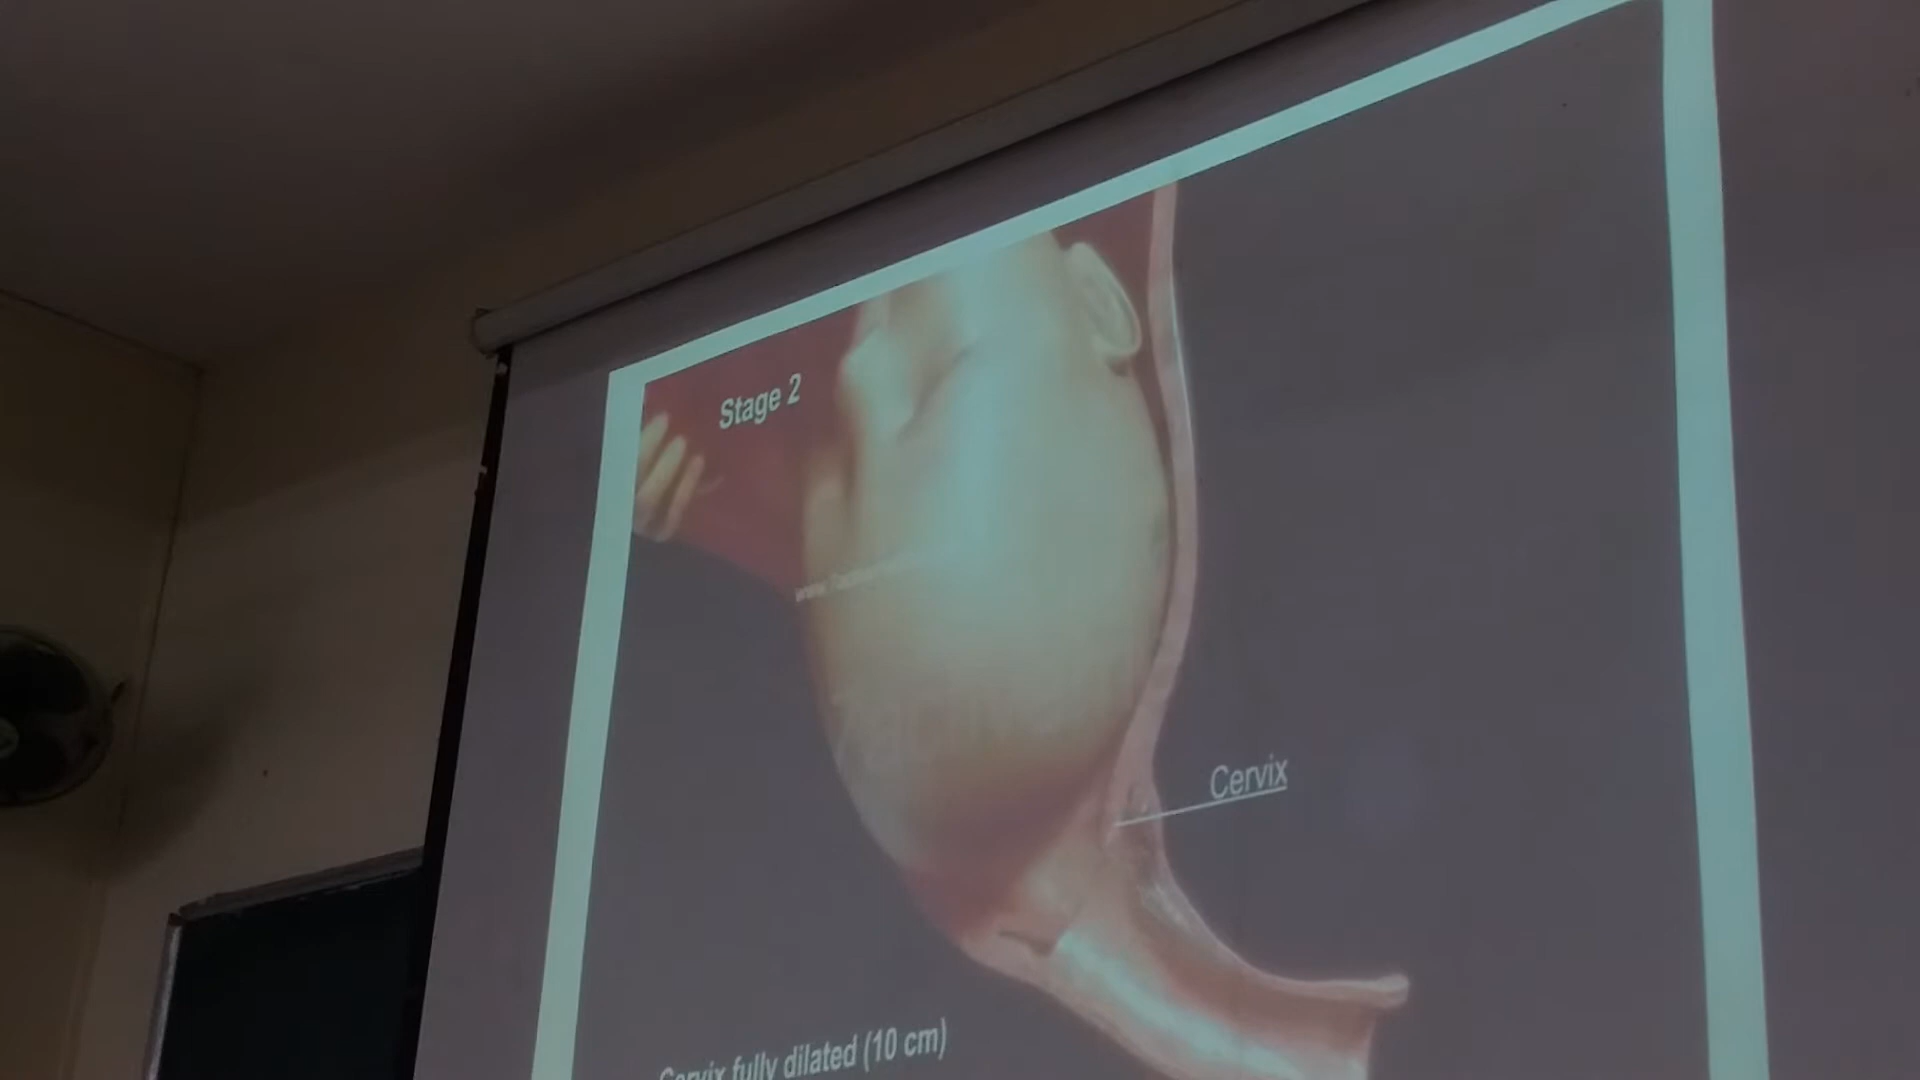 Stage 2
Cervix
Cervix fully dilated (10 cm)